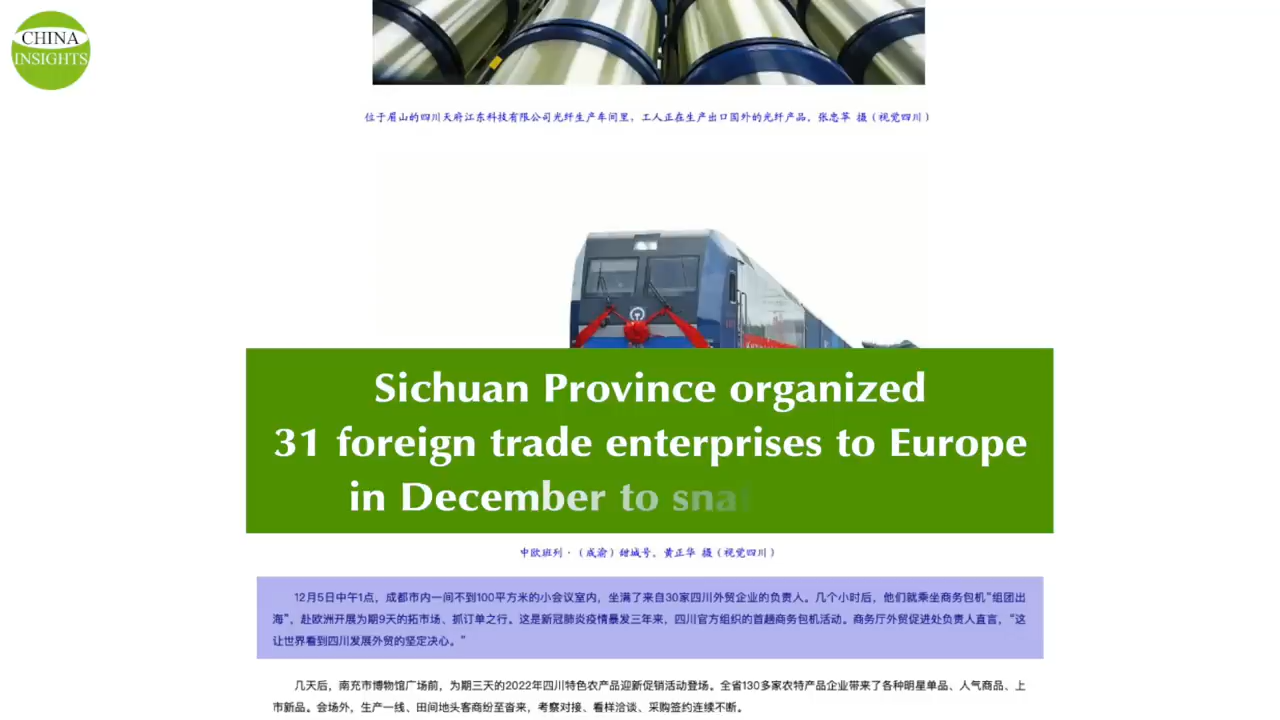 CHINA
INSIGHTS
位于眉山的四川天府江东科技有限公司光纤生产车间里，工人正在生产出口国外的光纤产品。张忠苹 摄（视觉四川）
Sichuan Province organized
31 foreign trade enterprises to Europe
in December to sna
中欧班列·（成渝）甜城号。黄正华 摄（视觉四川）
12月5日中午1点，成都市内一间不到100平方米的小会议室内，坐满了来自30家四川外贸企业的负责人。几个小时后，他们就乘坐商务包机“组团出
海”，赴欧洲开展为期9天的拓市场、抓订单之行。这是新冠肺炎疫情暴发三年来，四川官方组织的首趟商务包机活动。商务厅外贸促进处负责人直言，“这
让世界看到四川发展外贸的坚定决心。”
几天后，南充市博物馆广场前，为期三天的2022年四川特色农产品迎新促销活动登场。全省130多家农特产品企业带来了各种明星单品、人气商品、上
市新品。会场外，生产一线、田间地头客商纷至沓来，考察对接、看样洽谈、采购签约连续不断。